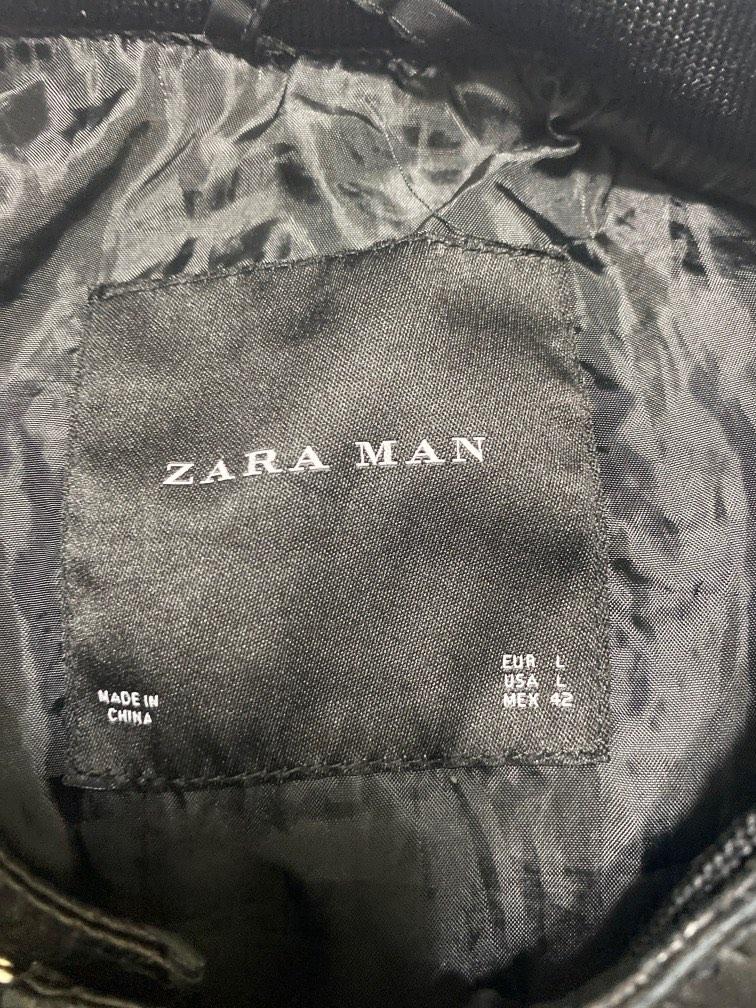 ZARA MAN
MADE IN
CHINA
EUR L
USA L
MEX 42